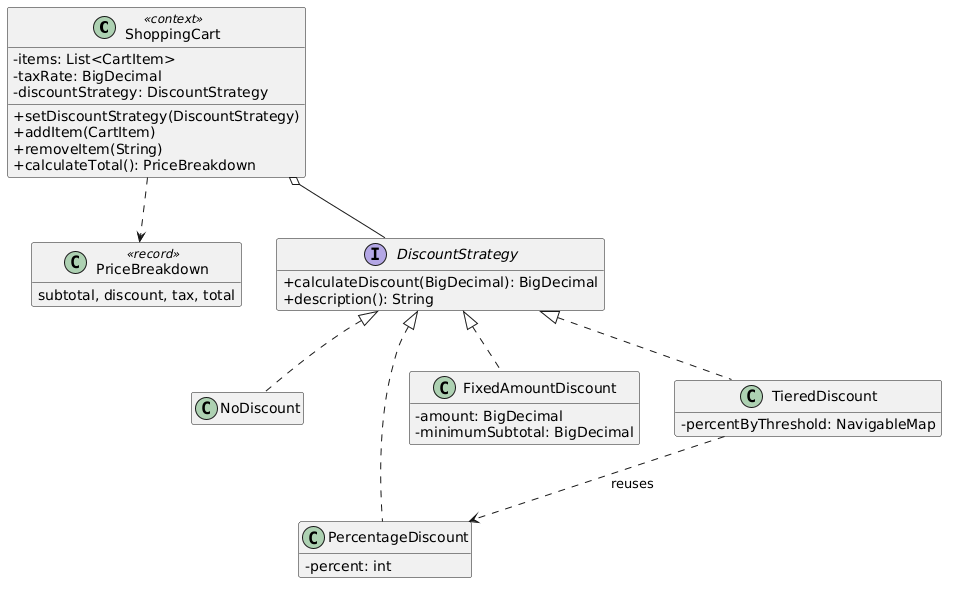 C
«context»
ShoppingCart
-items: List<CartItem>
-taxRate: BigDecimal
-discountStrategy: DiscountStrategy
+setDiscountStrategy(DiscountStrategy)
+addItem(CartItem)
+removeItem(String)
+calculateTotal(): PriceBreakdown
C
«record»
PriceBreakdown
subtotal, discount, tax, total
I DiscountStrategy
+calculateDiscount(BigDecimal): BigDecimal
+description(): String
C NoDiscount
C FixedAmountDiscount
-amount: BigDecimal
-minimumSubtotal: BigDecimal
C TieredDiscount
-percentByThreshold: NavigableMap
reuses
C PercentageDiscount
-percent: int